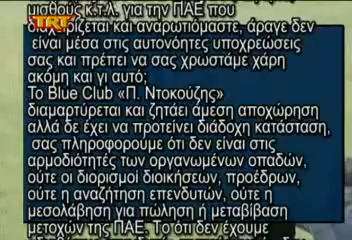 μισθούς κ.τ.λ. για την ΠΑΕ που
TRT
διαχειρίζεται και αναρωτιόμαστε, άραγε δεν
είναι μέσα στις αυτονόητες υποχρεώσεις
σας και πρέπει να σας χρωστάμε χάρη
ακόμη και γι αυτό;
Το Blue Club «Π. Ντοκούζης»
διαμαρτύρεται και ζητάει άμεση αποχώρηση
αλλά δε έχει να προτείνει διάδοχη κατάσταση,
σας πληροφορούμε ότι δεν είναι στις
αρμοδιότητές των οργανωμένων οπαδών,
ούτε οι διορισμοί διοικήσεων, προέδρων,
ούτε η αναζήτηση επενδυτών, ούτε η
μεσολάβηση για πώληση ή μεταβίβαση
μετοχών της ΠΑΕ. Το ότι δεν έχουμε